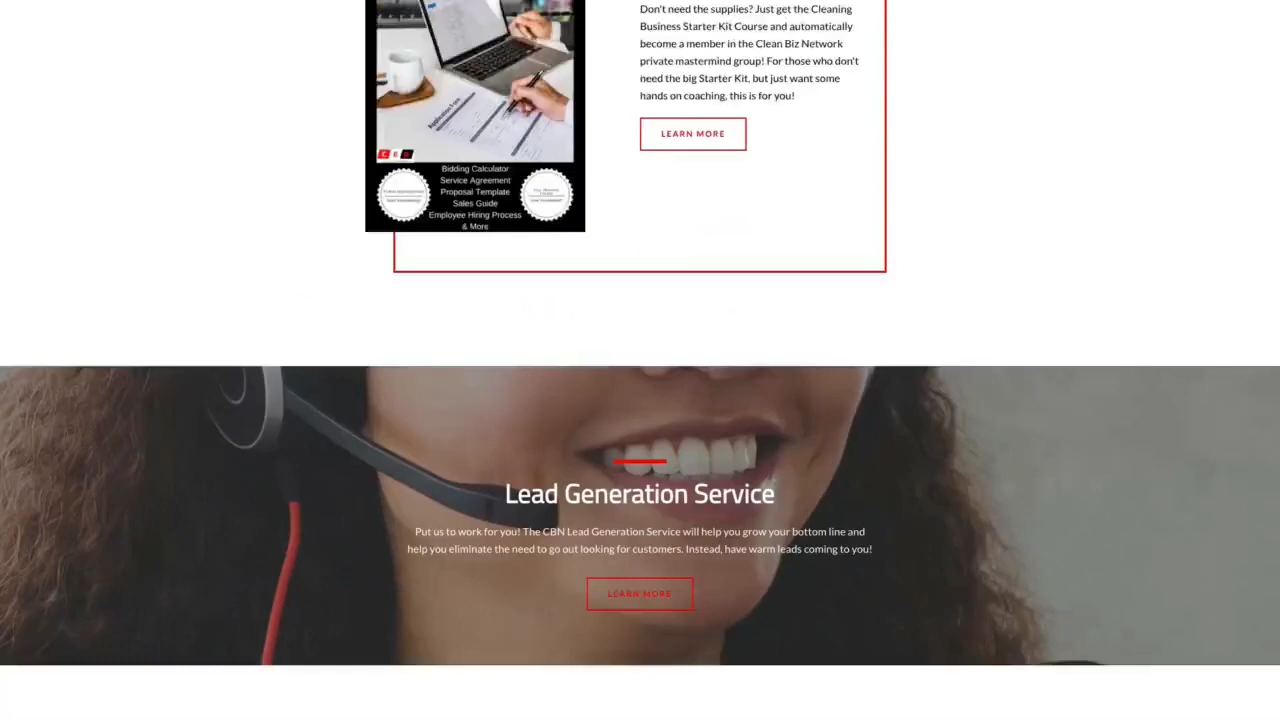 Don't need the supplies? Just get the Cleaning
Business Starter Kit Course and automatically
become a member in the Clean Biz Network
private mastermind group! For those who don't
need the big Starter Kit, but just want some
hands on coaching, this is for you!
LEARN MORE
Application Form
Bidding Calculator
Service Agreement
Proposal Template
Sales Guide
Employee Hiring Process
& More
Lead Generation Service
Put us to work for you! The CBN Lead Generation Service will help you grow your bottom line and
help you eliminate the need to go out looking for customers. Instead, have warm leads coming to you!
LEARN MORE